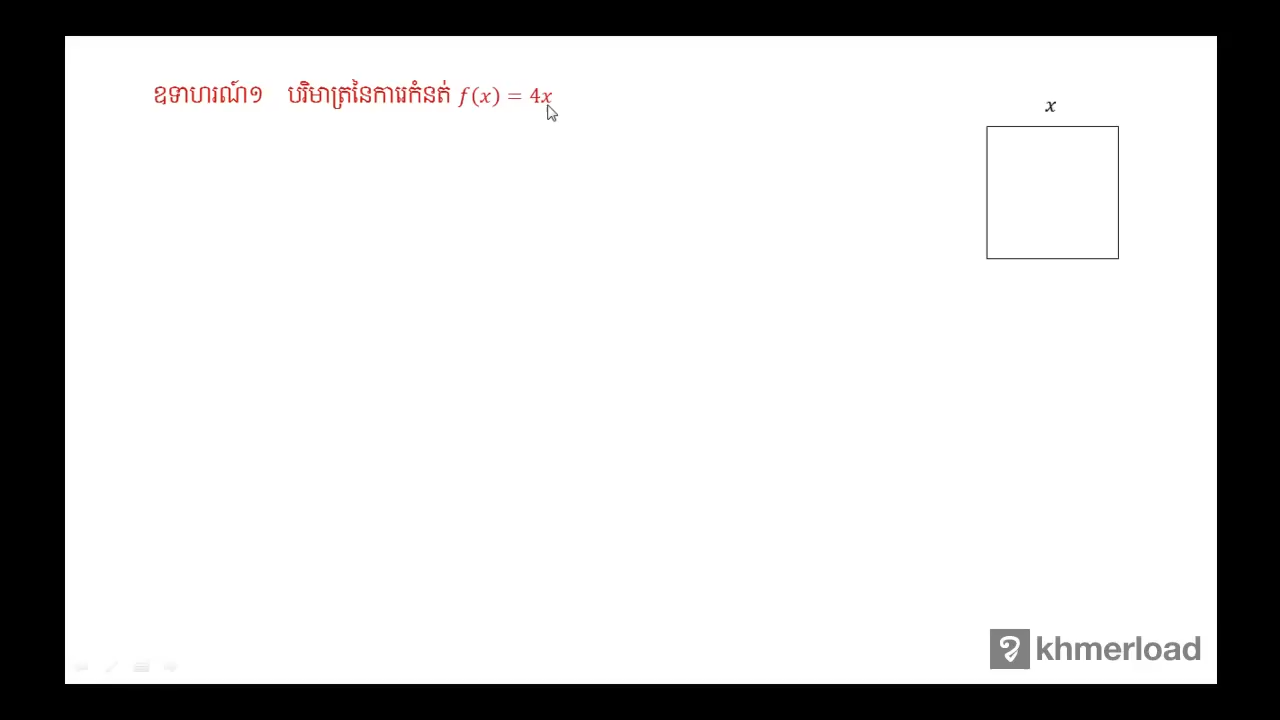 ឧទាហរណ៍១ បរិមាត្រនៃការេកំនត់ f(x) = 4x
x
khmerload